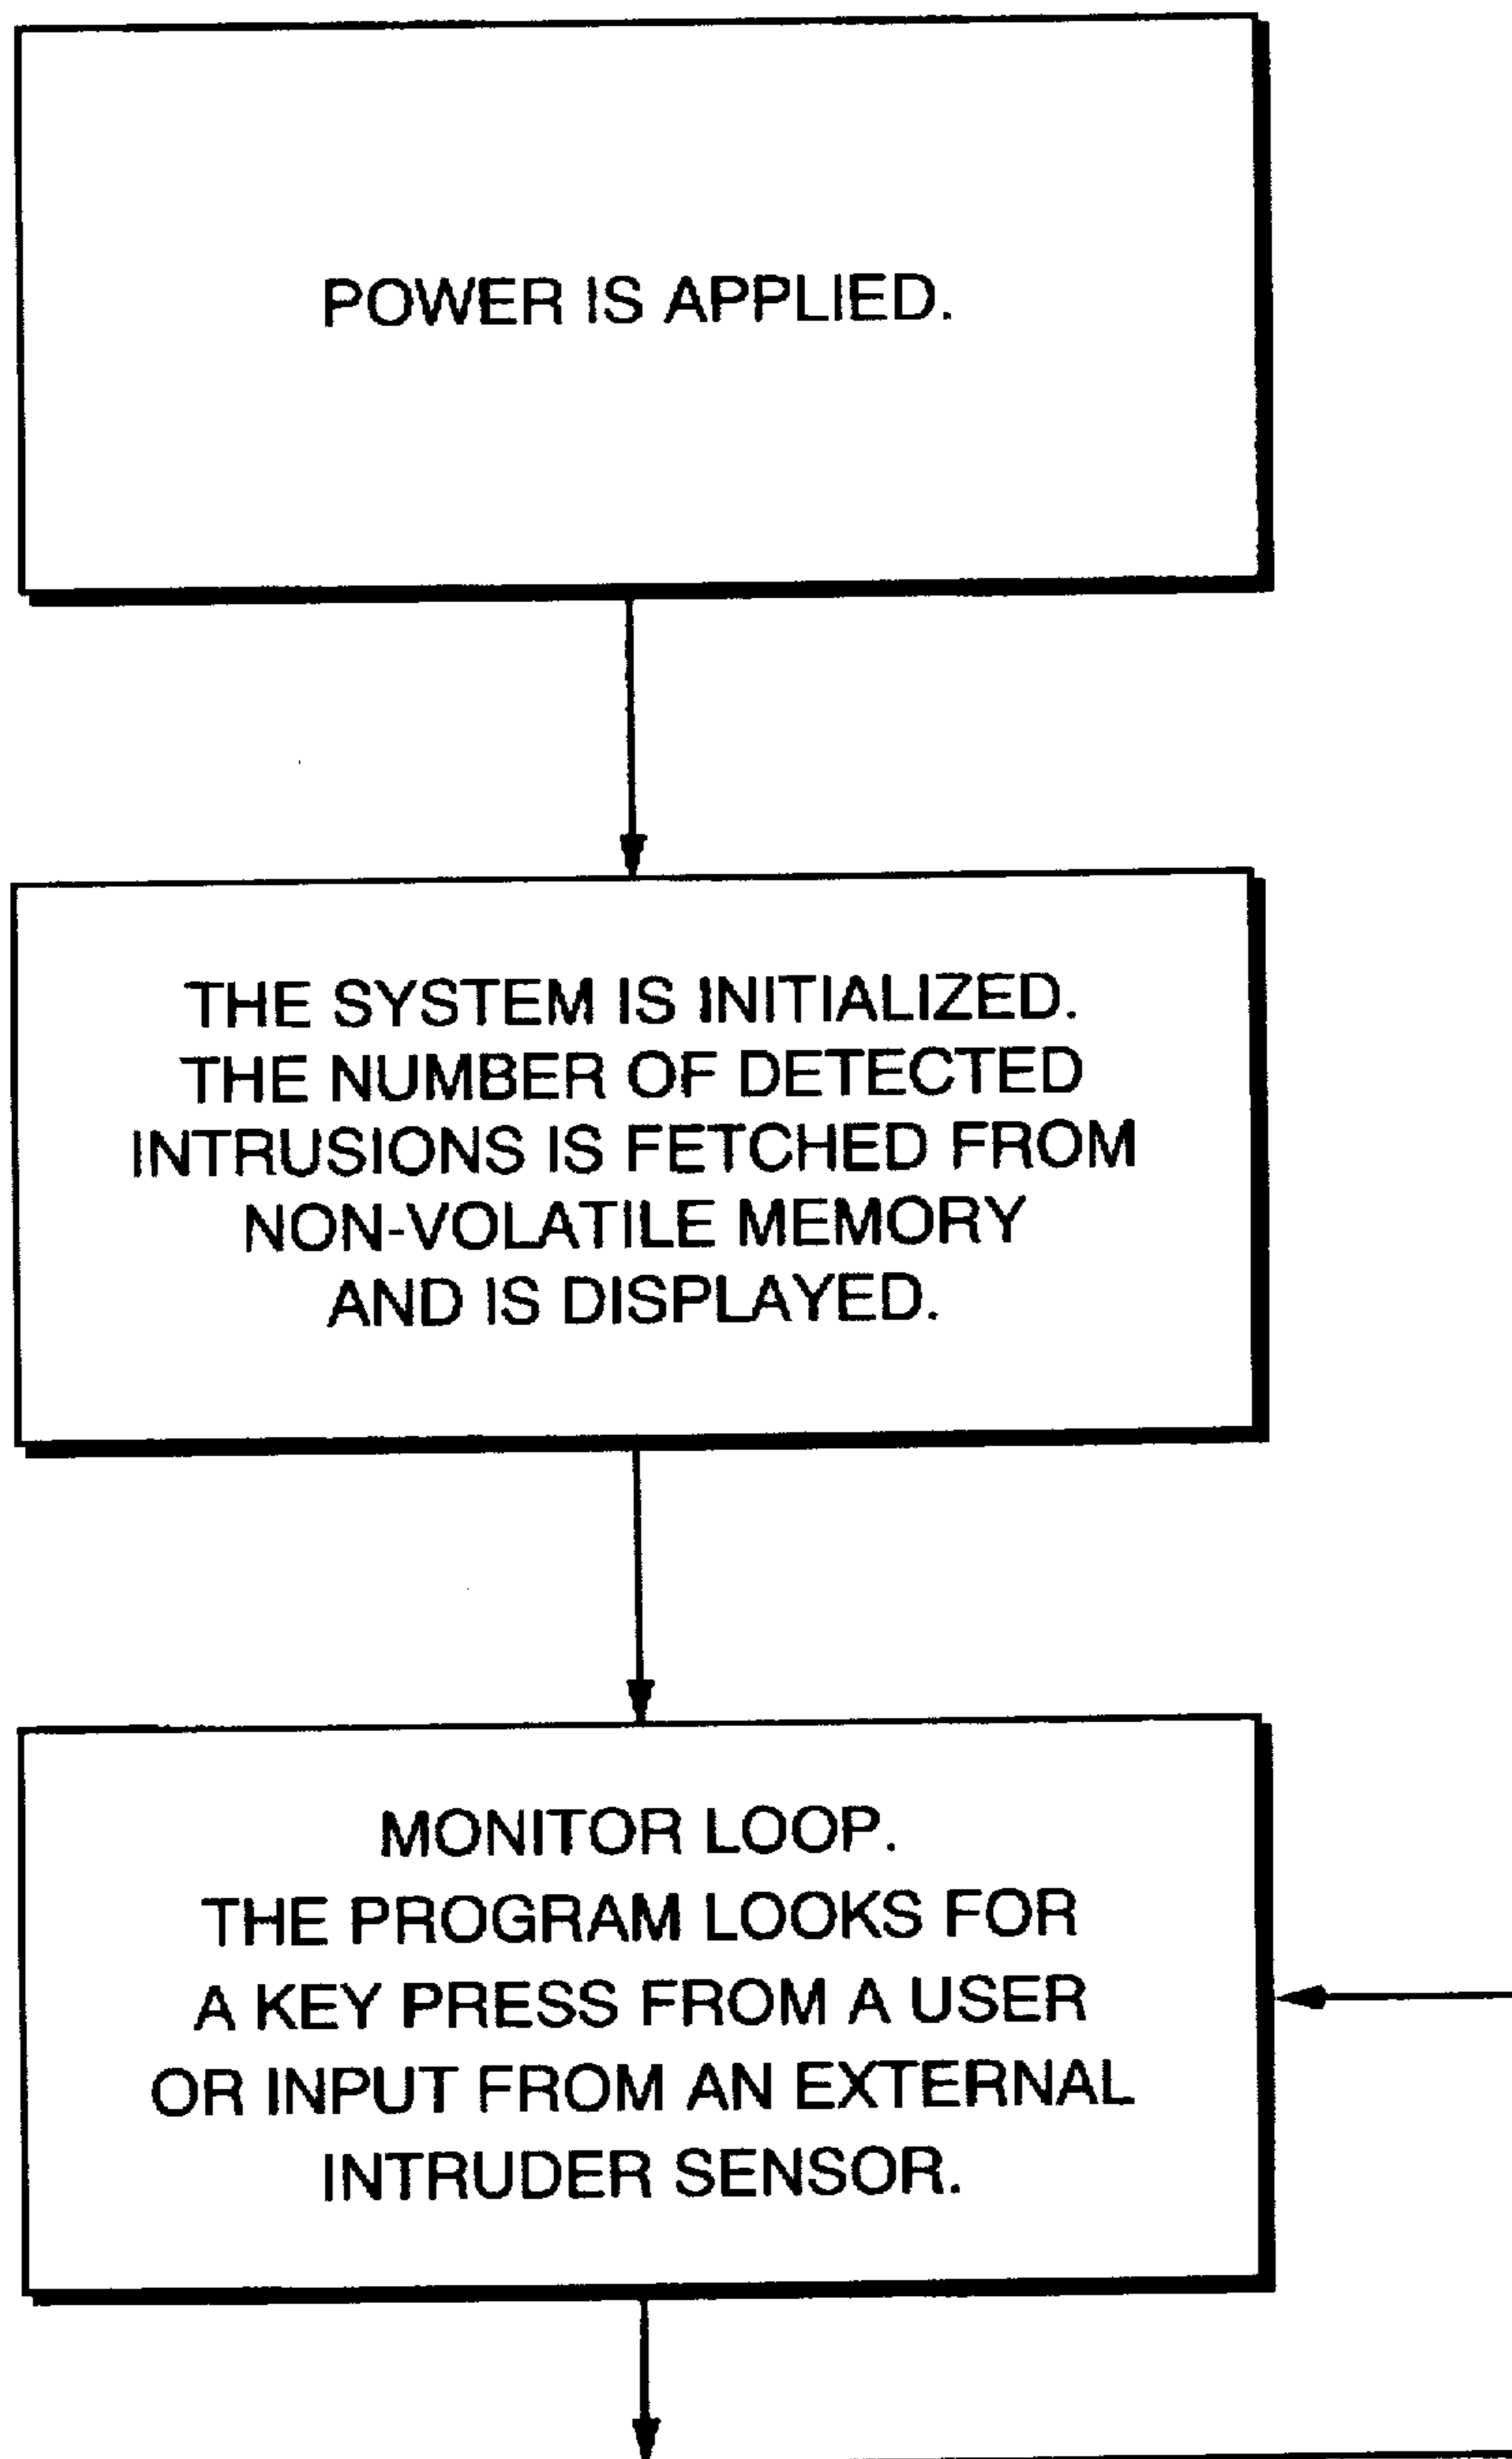 POWER IS APPLIED.
THE SYSTEM IS INITIALIZED.
THE NUMBER OF DETECTED
INTRUSIONS IS FETCHED FROM
NON-VOLATILE MEMORY
AND IS DISPLAYED.
MONITOR LOOP.
THE PROGRAM LOOKS FOR
A KEY PRESS FROM A USER
OR INPUT FROM AN EXTERNAL
INTRUDER SENSOR.